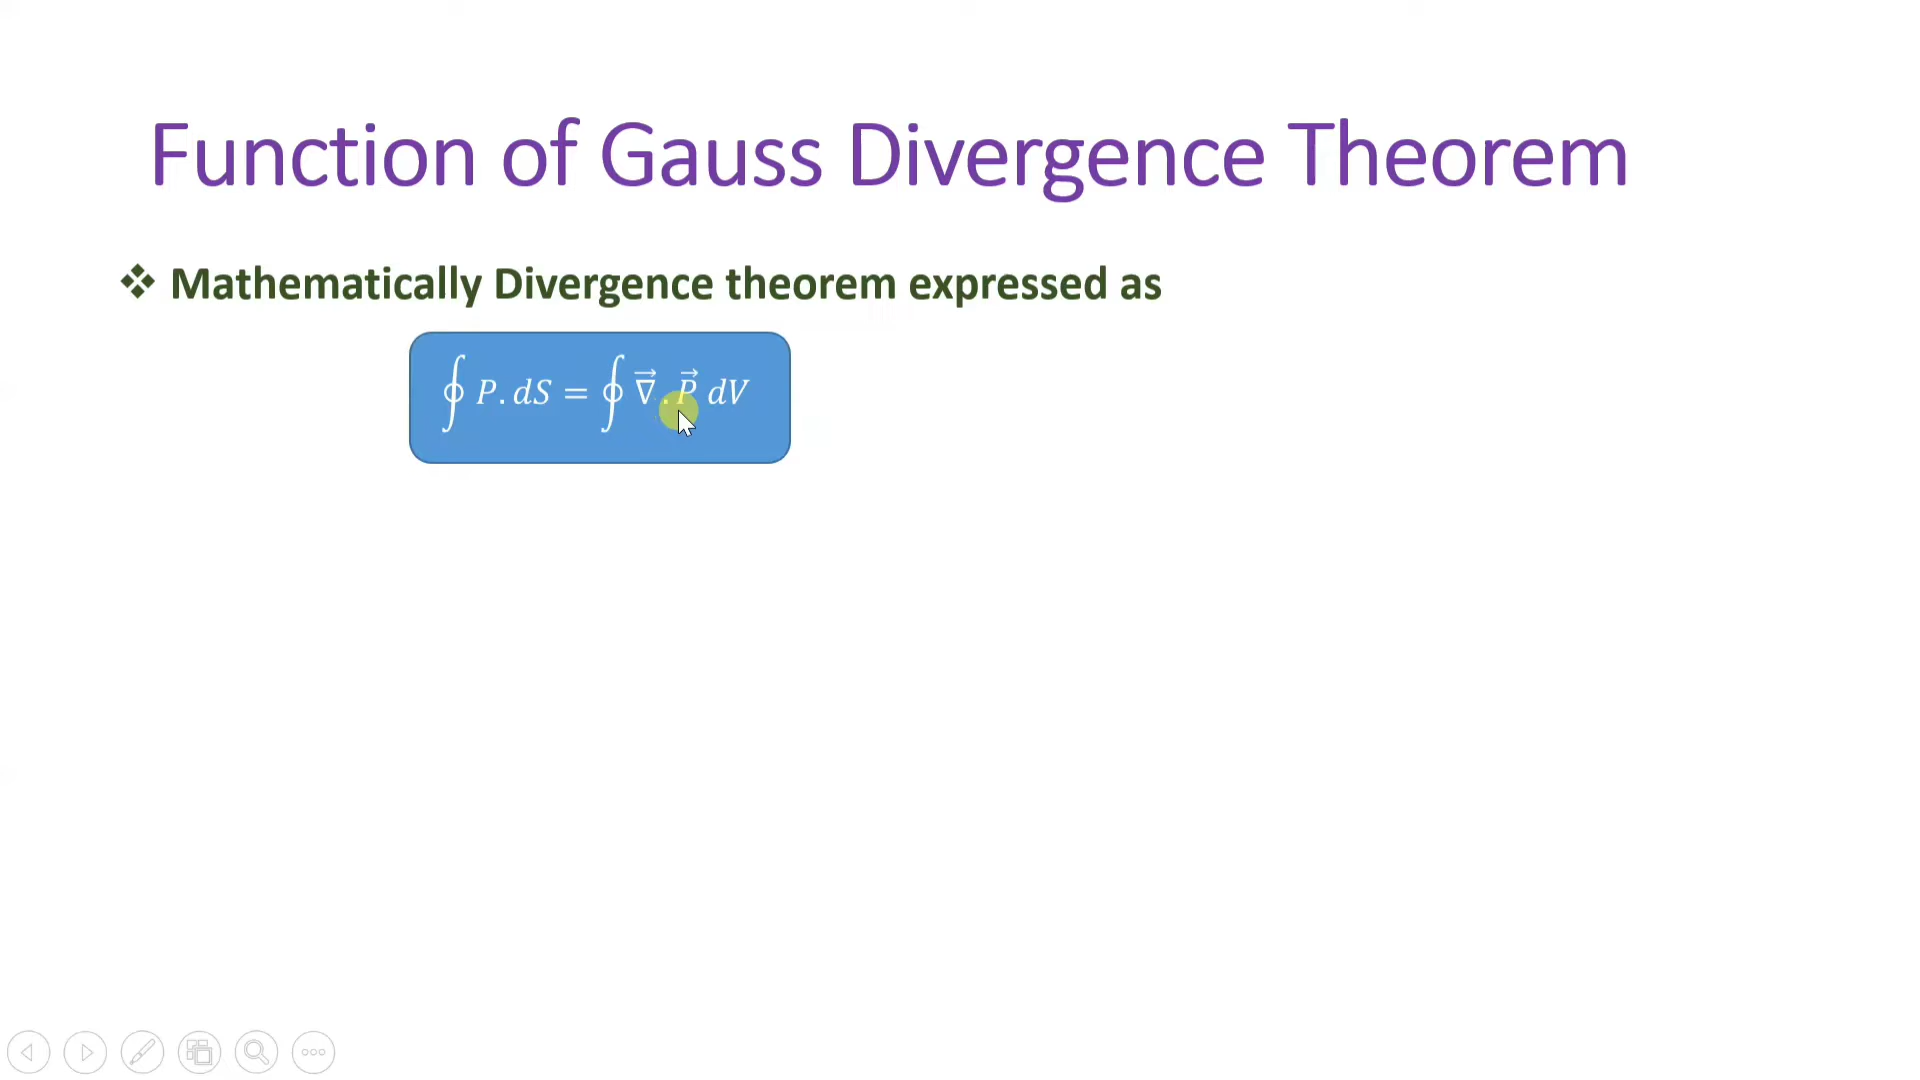 Function of Gauss Divergence Theorem
❖ Mathematically Divergence theorem expressed as
∮ P . dS = ∮ ∇⃗ . P⃗ dV